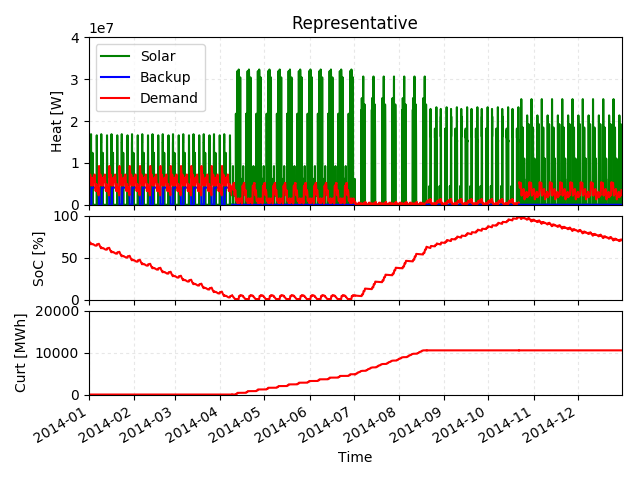 Representative
1e7
4
3
2
1
0
Heat [W]
Solar
Backup
Demand
100
50
0
SoC [%]
20000
10000
0
Curt [MWh]
2014-01
2014-02
2014-03
2014-04
2014-05
2014-06
2014-07
2014-08
2014-09
2014-10
2014-11
2014-12
Time